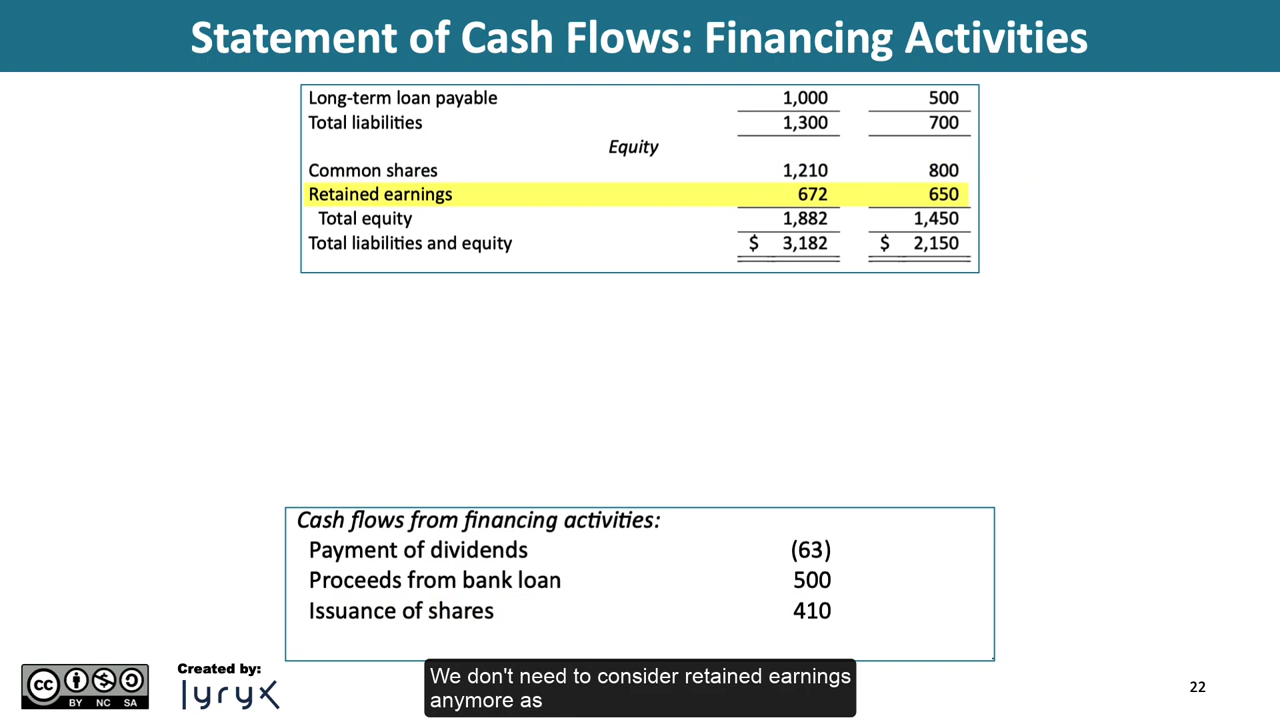 Statement of Cash Flows: Financing Activities
Long-term loan payable 1,000 500
Total liabilities 1,300 700
Equity
Common shares 1,210 800
Retained earnings 672 650
Total equity 1,882 1,450
Total liabilities and equity $ 3,182 $ 2,150
Cash flows from financing activities:
Payment of dividends (63)
Proceeds from bank loan 500
Issuance of shares 410
cc BY NC SA
Created by:
lyryx
We don't need to consider retained earnings
anymore as
22